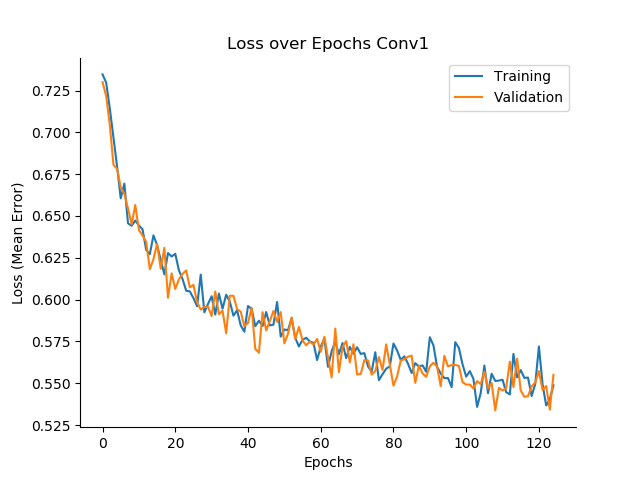 Loss over Epochs Conv1
Training
Validation
0.725
0.700
0.675
0.650
0.625
0.600
0.575
0.550
0.525
Loss (Mean Error)
0 20 40 60 80 100 120
Epochs